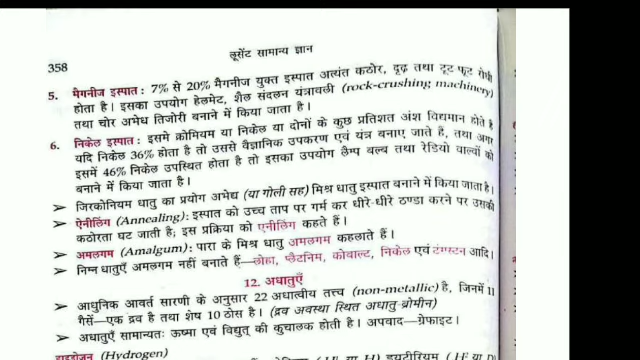 358
लूसेंट सामान्य ज्ञान
5. मैगनीज इस्पात : 7% से 20% मैगनीज युक्त इस्पात अत्यंत कठोर, दृढ़ तथा टूट फूट रोधी
होता है। इसका उपयोग हेलमेट, शैल संदलन यंत्रावली (rock-crushing machinery)
तथा चोर अभेध तिजोरी बनाने में किया जाता है।
6. निकेल इस्पात : इसमे क्रोमियम या निकेल या दोनों के कुछ प्रतिशत अंश विद्यमान होते है
यदि निकेल 36% होता है तो उससे वैज्ञानिक उपकरण एवं यंत्र बनाए जाते है, तथा अगर
इसमें 46% निकेल उपस्थित होता है तो इसका उपयोग लैम्प बल्ब तथा रेडियो वाल्वों को
बनाने में किया जाता है।
➢ जिरकोनियम धातु का प्रयोग अभेद्य (या गोली सह) मिश्र धातु इस्पात बनाने में किया जाता है।
➢ ऐनीलिंग (Annealing) : इस्पात को उच्च ताप पर गर्म कर धीरे-धीरे ठण्डा करने पर उसकी
कठोरता घट जाती है; इस प्रक्रिया को एनीलिंग कहते हैं।
➢ अमलगम (Amalgum) : पारा के मिश्र धातु अमलगम कहलाते हैं।
➢ निम्न धातुएँ अमलगम नहीं बनाते हैं—लोहा, प्लैटनिम, कोवाल्ट, निकेल एवं टंगस्टन आदि।
12. अधातुएँ
➢ आधुनिक आवर्त सारणी के अनुसार 22 अधात्वीय तत्त्व (non-metallic) है, जिनमें 11
गैसें—एक द्रव है तथा शेष 10 ठोस है। (द्रव अवस्था स्थित अधातु-ब्रोमीन)
➢ अधातुएँ सामान्यतः ऊष्मा एवं विद्युत् की कुचालक होती है। अपवाद—ग्रेफाइट।
हाइड्रोजन (Hydrogen)